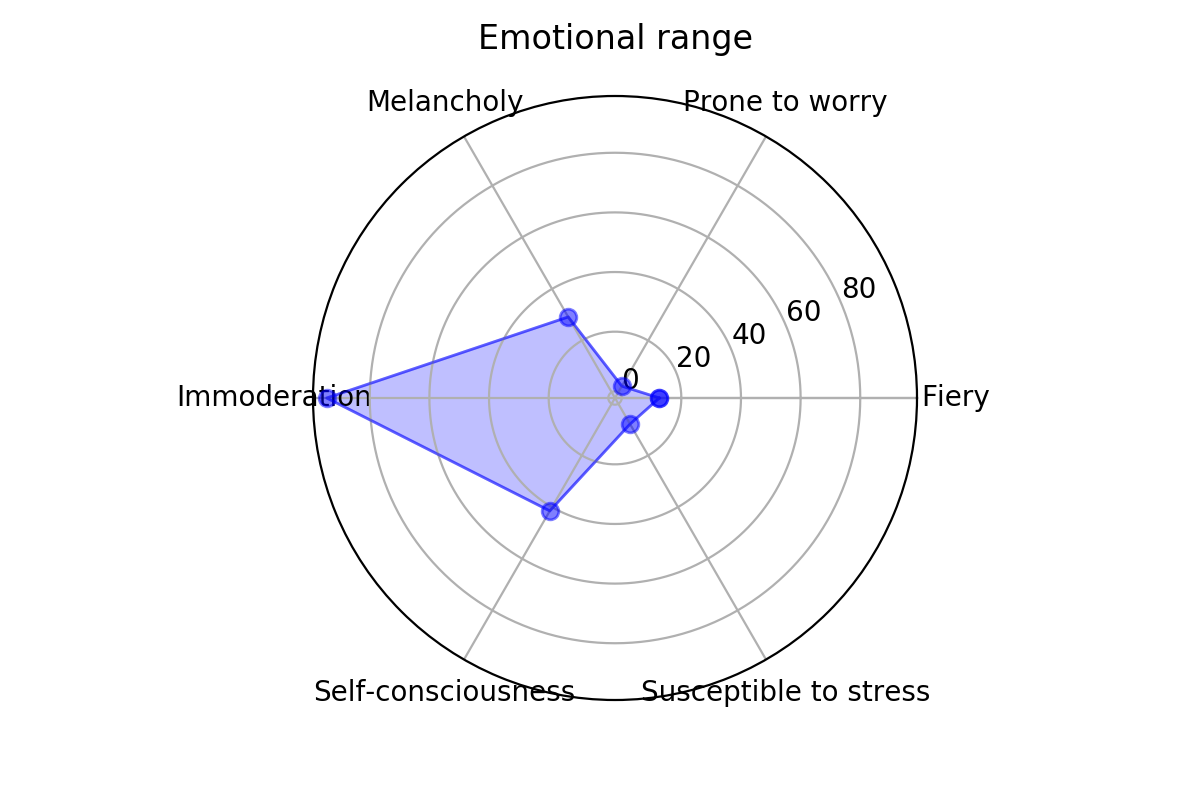 Emotional range
Melancholy
Prone to worry
80
60
40
20
0
Immoderation
Fiery
Self-consciousness
Susceptible to stress